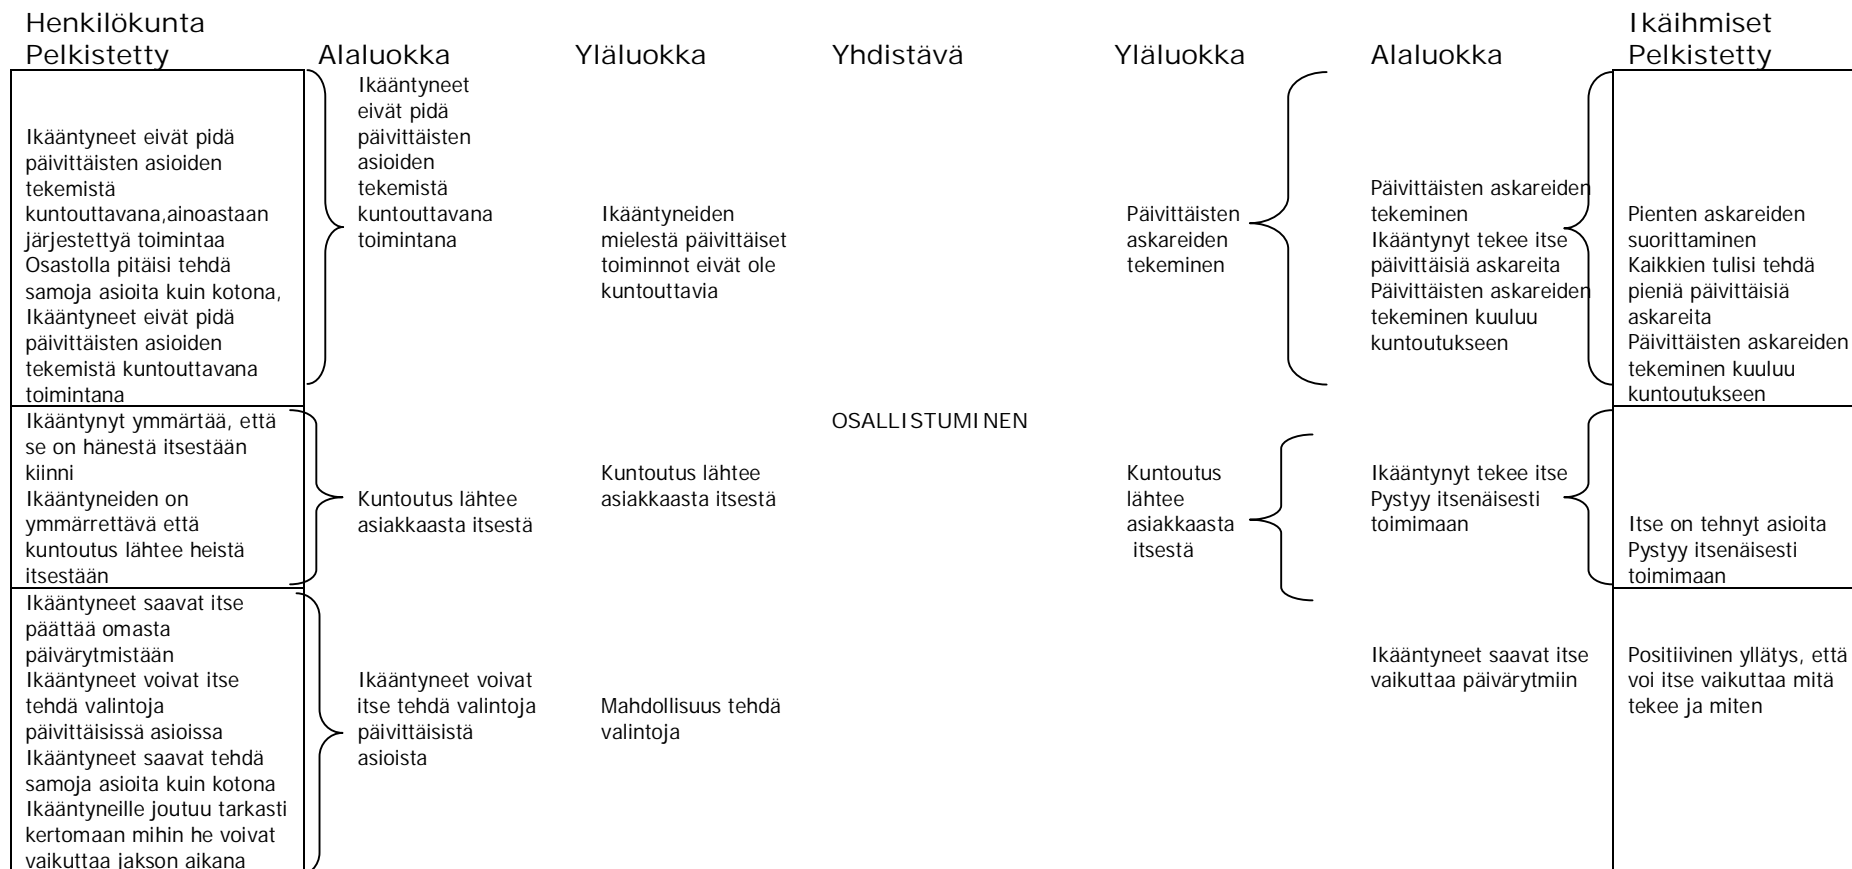 Henkilökunta
Pelkistetty
Alaluokka
Yläluokka
Yhdistävä
Yläluokka
Alaluokka
Ikäihmiset
Pelkistetty
Ikääntyneet eivät pidä
päivittäisten asioiden
tekemistä
kuntouttavana,ainoastaan
järjestettyä toimintaa
Osastolla pitäisi tehdä
samoja asioita kuin kotona,
Ikääntyneet eivät pidä
päivittäisten asioiden
tekemistä kuntouttavana
toimintana
Ikääntyneet
eivät pidä
päivittäisten
asioiden
tekemistä
kuntouttavana
toimintana
Ikääntyneiden
mielestä päivittäiset
toiminnot eivät ole
kuntouttavia
Päivittäisten
askareiden
tekeminen
Päivittäisten askareiden
tekeminen
Ikääntynyt tekee itse
päivittäisiä askareita
Päivittäisten askareiden
tekeminen kuuluu
kuntoutukseen
Pienten askareiden
suorittaminen
Kaikkien tulisi tehdä
pieniä päivittäisiä
askareita
Päivittäisten askareiden
tekeminen kuuluu
kuntoutukseen
Ikääntynyt ymmärtää, että
se on hänestä itsestään
kiinni
Ikääntyneiden on
ymmärrettävä että
kuntoutus lähtee heistä
itsestään
Kuntoutus lähtee
asiakkaasta itsestä
Kuntoutus lähtee
asiakkaasta itsestä
OSALLISTUMINEN
Kuntoutus
lähtee
asiakkaasta
itsestä
Ikääntynyt tekee itse
Pystyy itsenäisesti
toimimaan
Itse on tehnyt asioita
Pystyy itsenäisesti
toimimaan
Ikääntyneet saavat itse
päättää omasta
päivärytmistään
Ikääntyneet voivat itse
tehdä valintoja
päivittäisissä asioissa
Ikääntyneet saavat tehdä
samoja asioita kuin kotona
Ikääntyneille joutuu tarkasti
kertomaan mihin he voivat
vaikuttaa jakson aikana
Ikääntyneet voivat
itse tehdä valintoja
päivittäisistä
asioista
Mahdollisuus tehdä
valintoja
Ikääntyneet saavat itse
vaikuttaa päivärytmiin
Positiivinen yllätys, että
voi itse vaikuttaa mitä
tekee ja miten